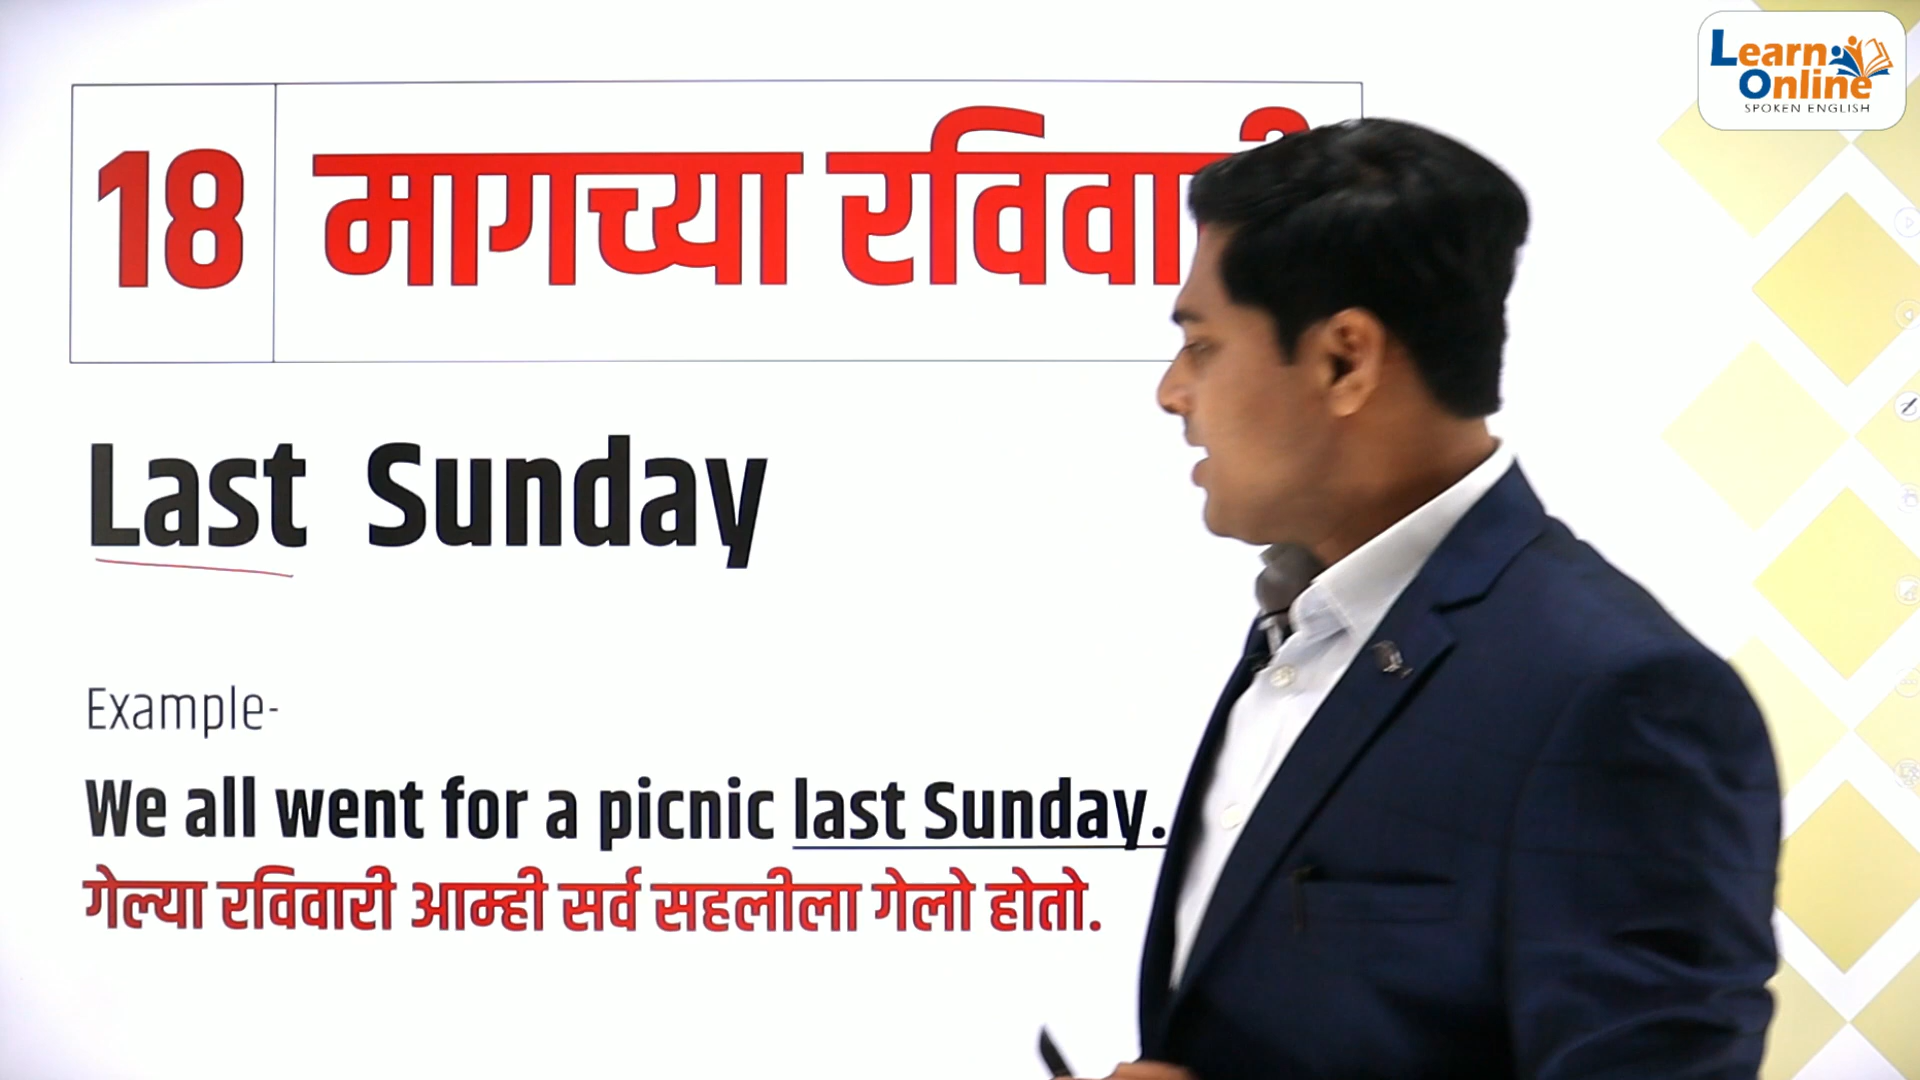 Learn
Online
SPOKEN ENGLISH
18 मागच्या
Last Sunday
Example-
We all went for a picnic last Sunday.
गेल्या रविवारी आम्ही सर्व सहलीला गेलो होतो.